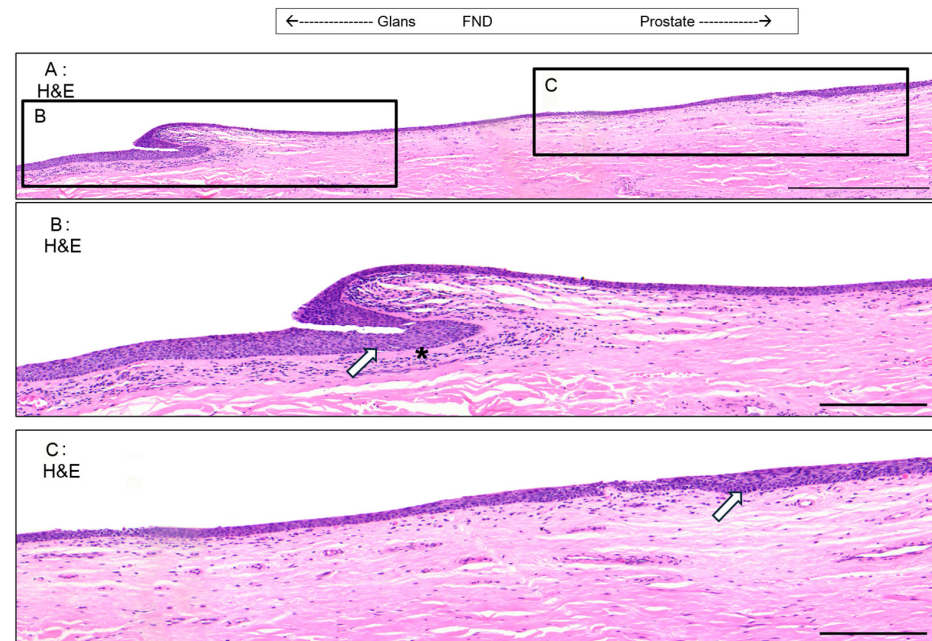 <--------------- Glans FND Prostate ----------->
A :
H&E
B
C
B :
H&E
*
C :
H&E